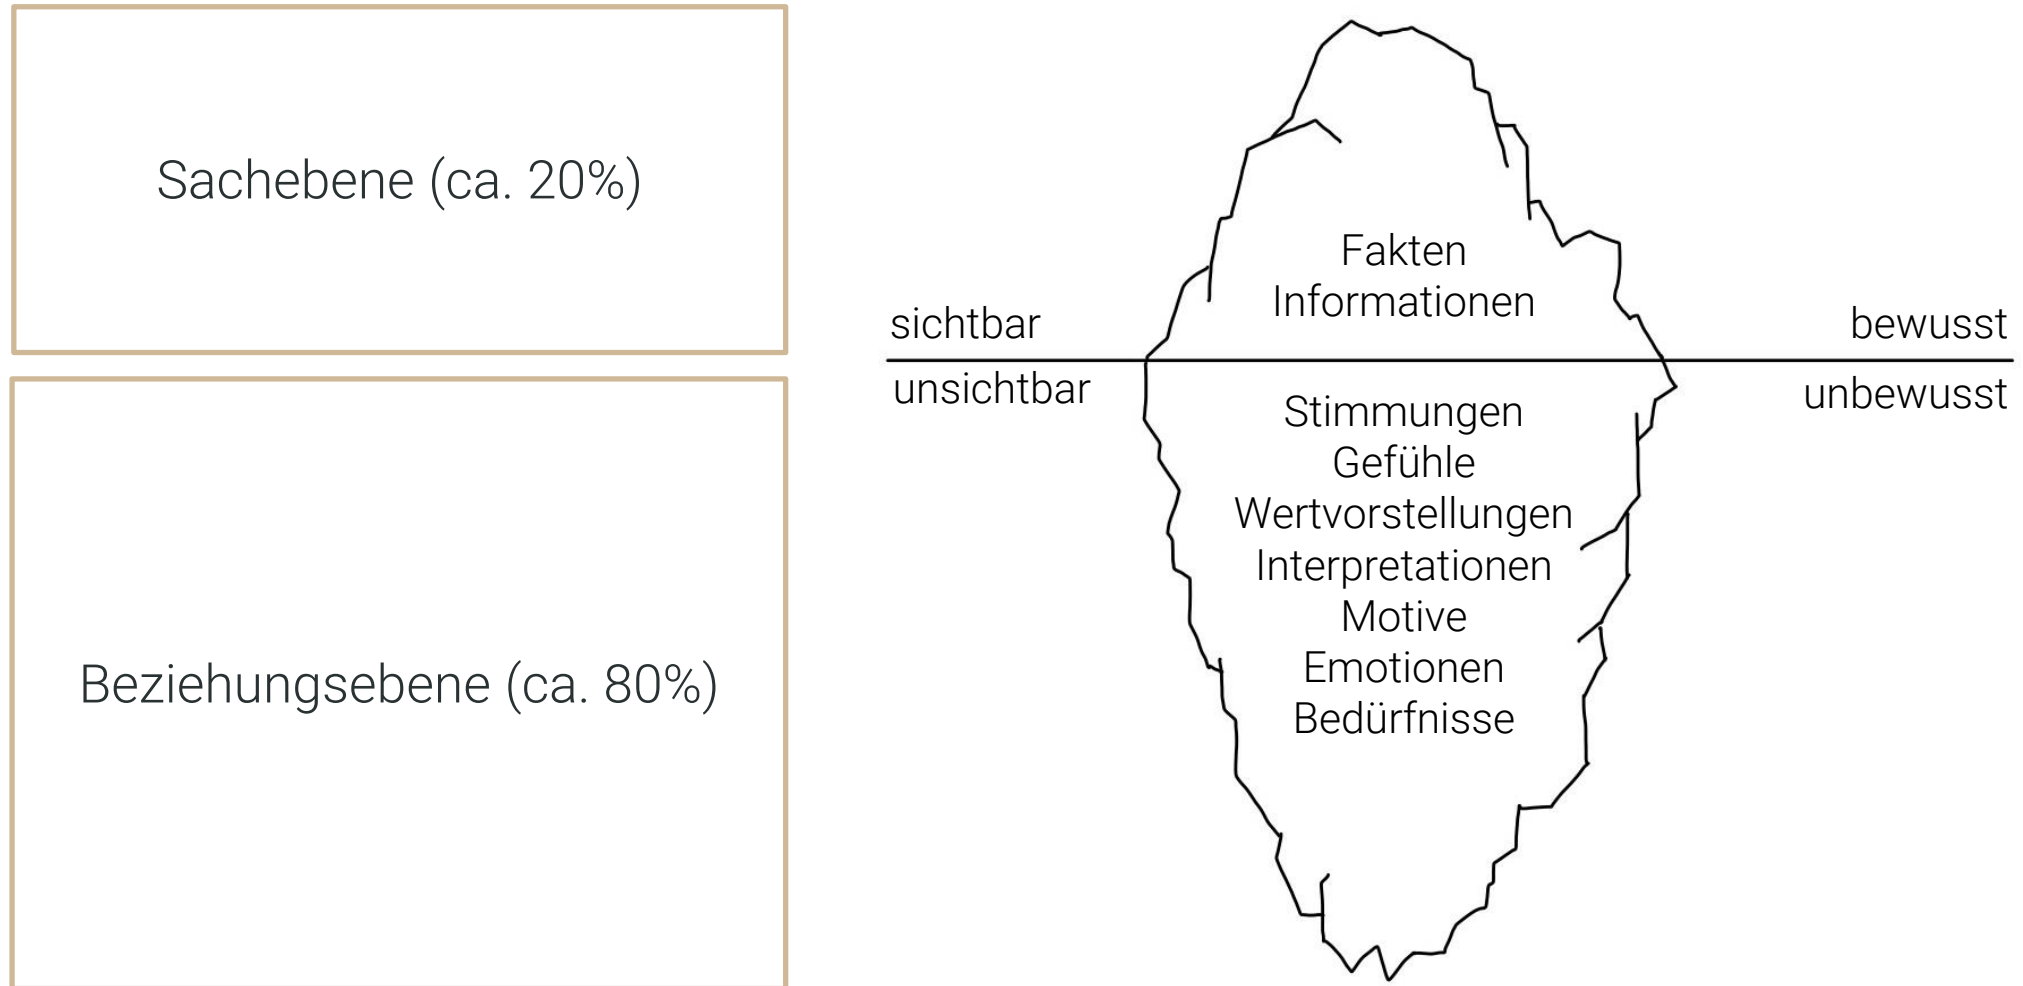 Sachebene (ca. 20%)
Fakten
Informationen
sichtbar
bewusst
unsichtbar
unbewusst
Stimmungen
Gefühle
Wertvorstellungen
Interpretationen
Motive
Emotionen
Bedürfnisse
Beziehungsebene (ca. 80%)